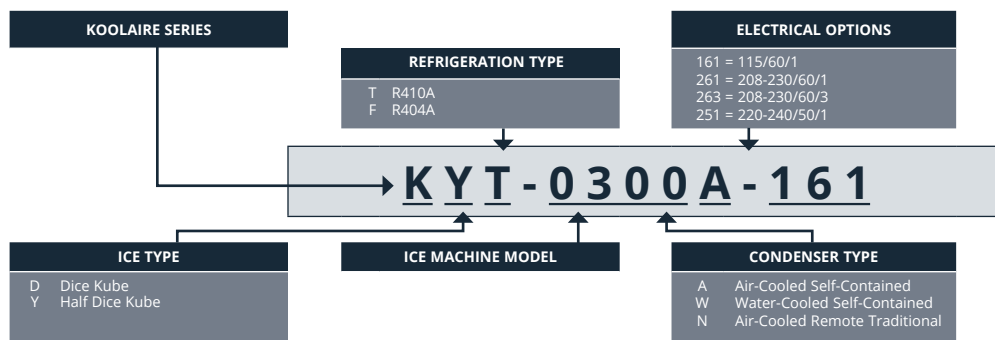 KOOLAIRE SERIES
REFRIGERATION TYPE
T R410A
F R404A
ELECTRICAL OPTIONS
161 = 115/60/1
261 = 208-230/60/1
263 = 208-230/60/3
251 = 220-240/50/1
KYT-0300A-161
ICE TYPE
D Dice Kube
Y Half Dice Kube
ICE MACHINE MODEL
CONDENSER TYPE
A Air-Cooled Self-Contained
W Water-Cooled Self-Contained
N Air-Cooled Remote Traditional